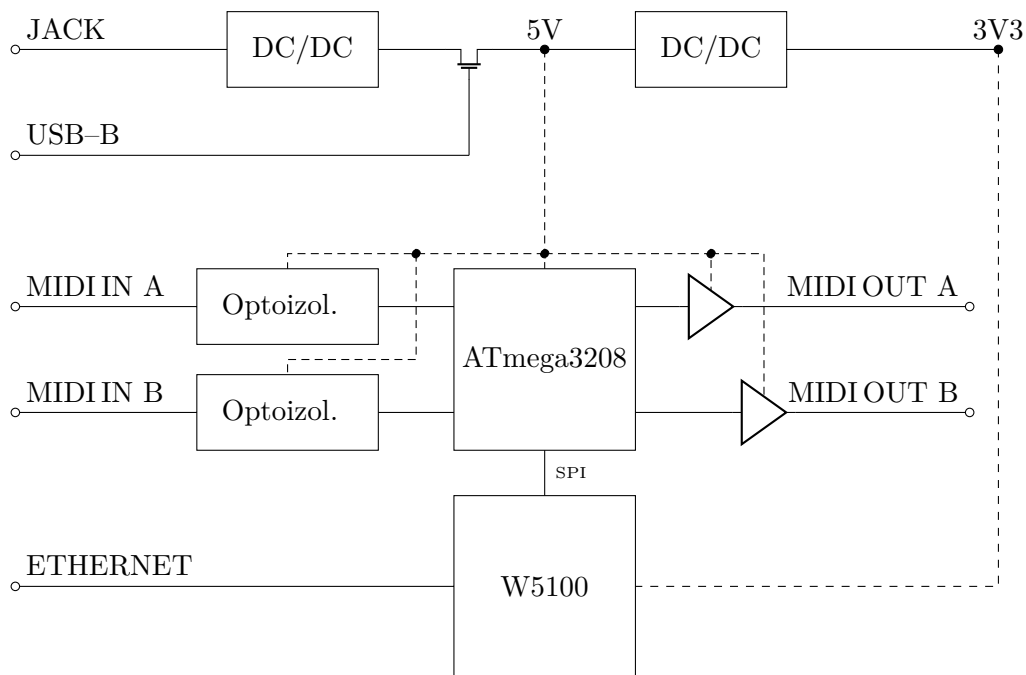 JACK
DC/DC
5V
DC/DC
3V3
USB–B
MIDI IN A
Optoizol.
ATmega3208
MIDI OUT A
MIDI IN B
Optoizol.
MIDI OUT B
SPI
ETHERNET
W5100